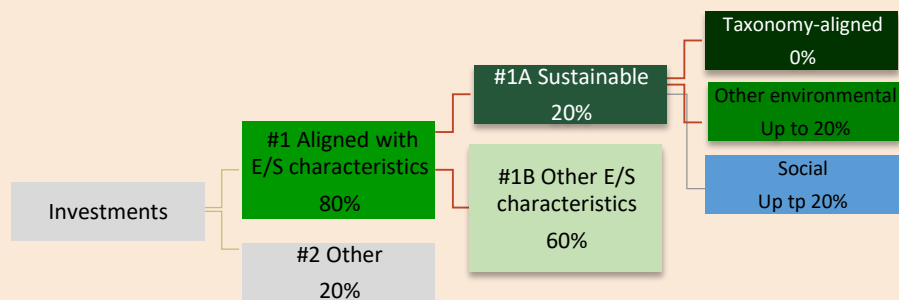 Investments
#1 Aligned with
E/S characteristics
80%
#2 Other
20%
#1A Sustainable
20%
#1B Other E/S
characteristics
60%
Taxonomy-aligned
0%
Other environmental
Up to 20%
Social
Up tp 20%